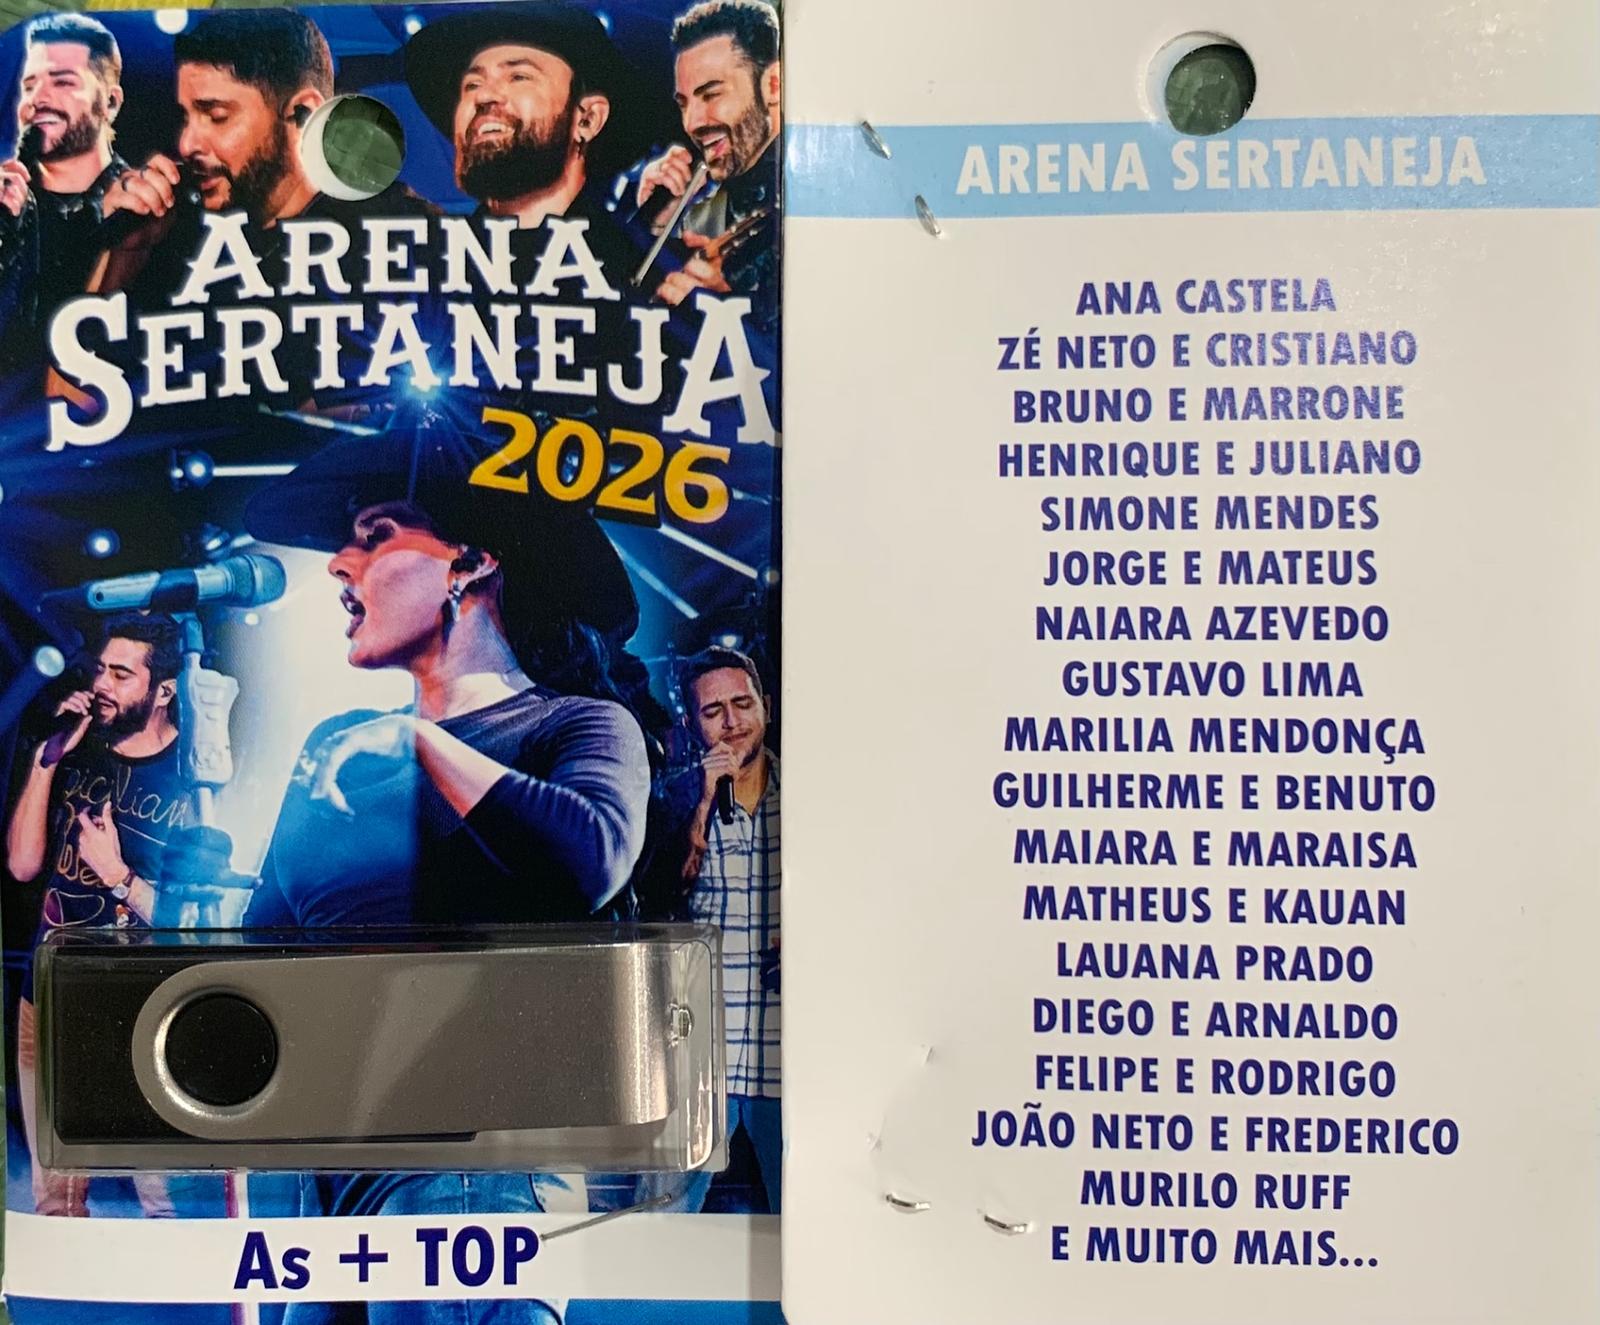 ARENA
SERTANEJA
2026
As + TOP
ARENA SERTANEJA
ANA CASTELA
ZÉ NETO E CRISTIANO
BRUNO E MARRONE
HENRIQUE E JULIANO
SIMONE MENDES
JORGE E MATEUS
NAIARA AZEVEDO
GUSTAVO LIMA
MARILIA MENDONÇA
GUILHERME E BENUTO
MAIARA E MARAISA
MATHEUS E KAUAN
LAUANA PRADO
DIEGO E ARNALDO
FELIPE E RODRIGO
JOÃO NETO E FREDERICO
MURILO RUFF
E MUITO MAIS...